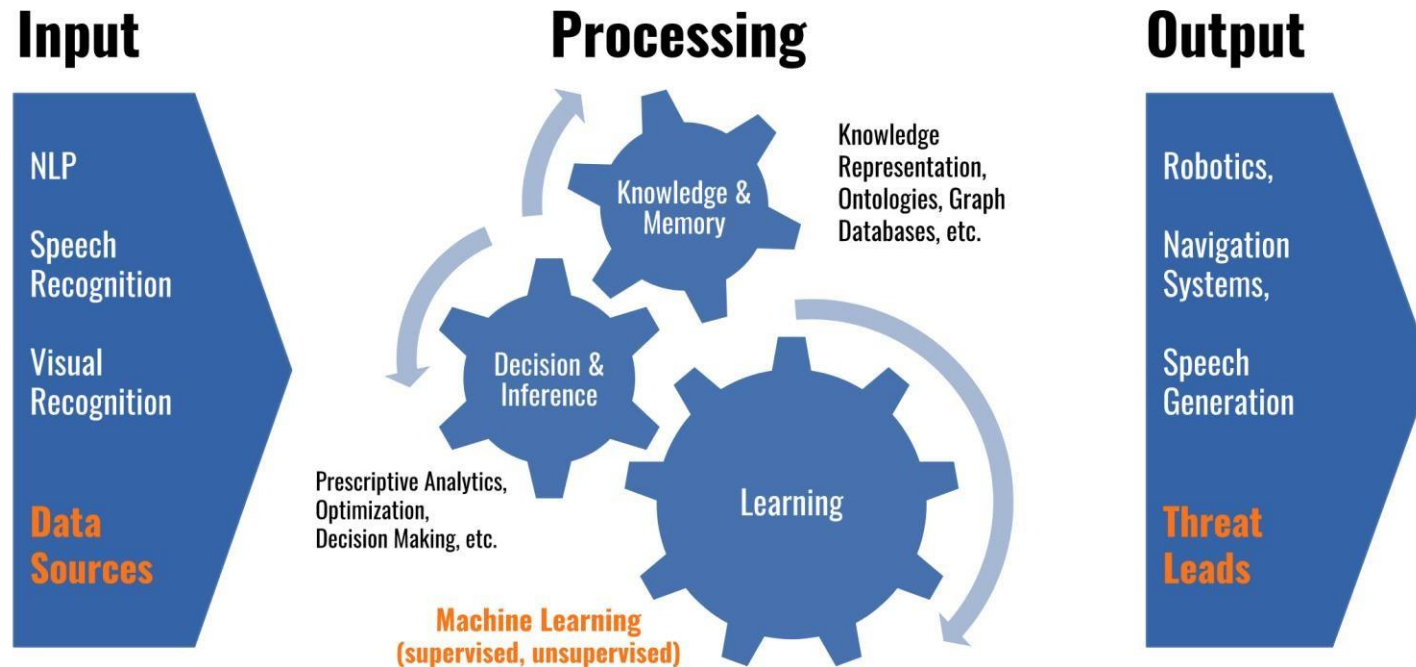 Input
NLP
Speech
Recognition
Visual
Recognition
Data
Sources
Processing
Knowledge &
Memory
Knowledge
Representation,
Ontologies, Graph
Databases, etc.
Decision &
Inference
Prescriptive Analytics,
Optimization,
Decision Making, etc.
Learning
Machine Learning
(supervised, unsupervised)
Output
Robotics,
Navigation
Systems,
Speech
Generation
Threat
Leads